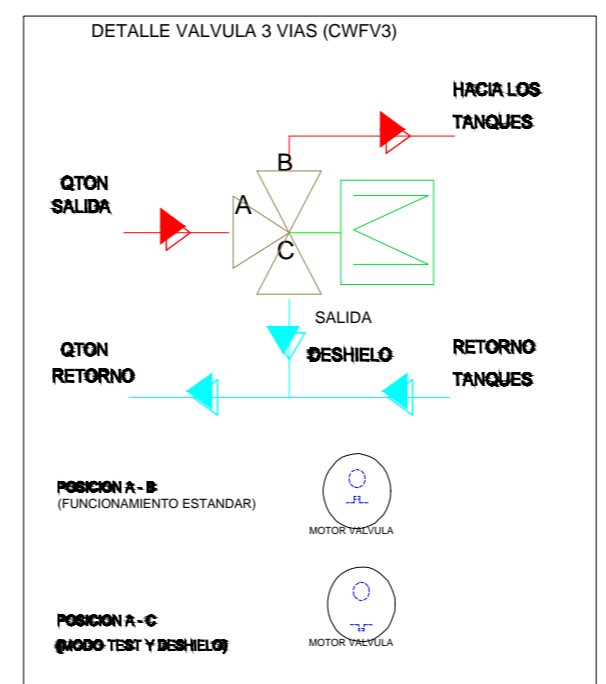 DETALLE VALVULA 3 VIAS (CWFV3)
HACIA LOS
TANQUES
B
QTON
SALIDA
A
C
SALIDA
DESHIELO
QTON
RETORNO
RETORNO
TANQUES
POSICION A - B
(FUNCIONAMIENTO ESTANDAR)
MOTOR VALVULA
POSICION A - C
(MODO TEST Y DESHIELO)
MOTOR VALVULA